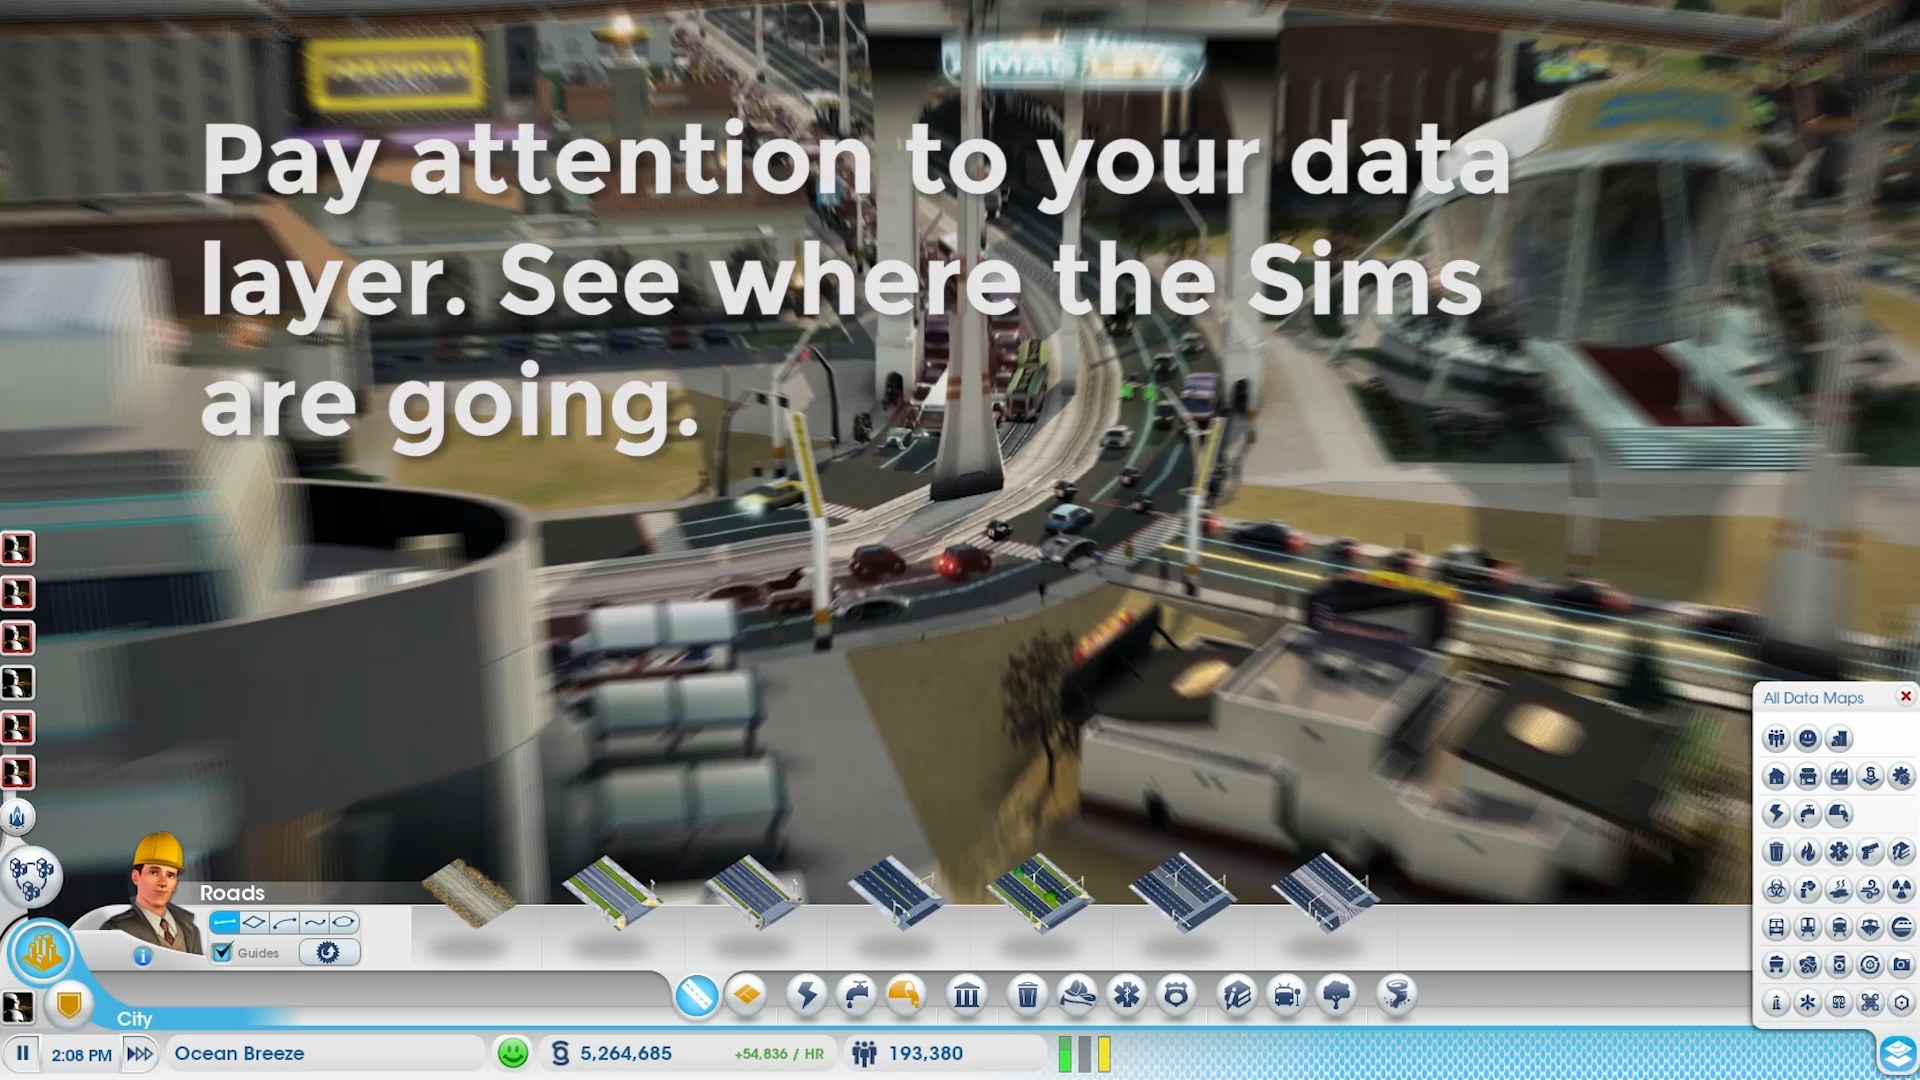 Pay attention to your data
layer. See where the Sims
are going.
All Data Maps
Roads
Guides
City
2:08 PM
Ocean Breeze
5,264,685
+54,836 / HR
193,380